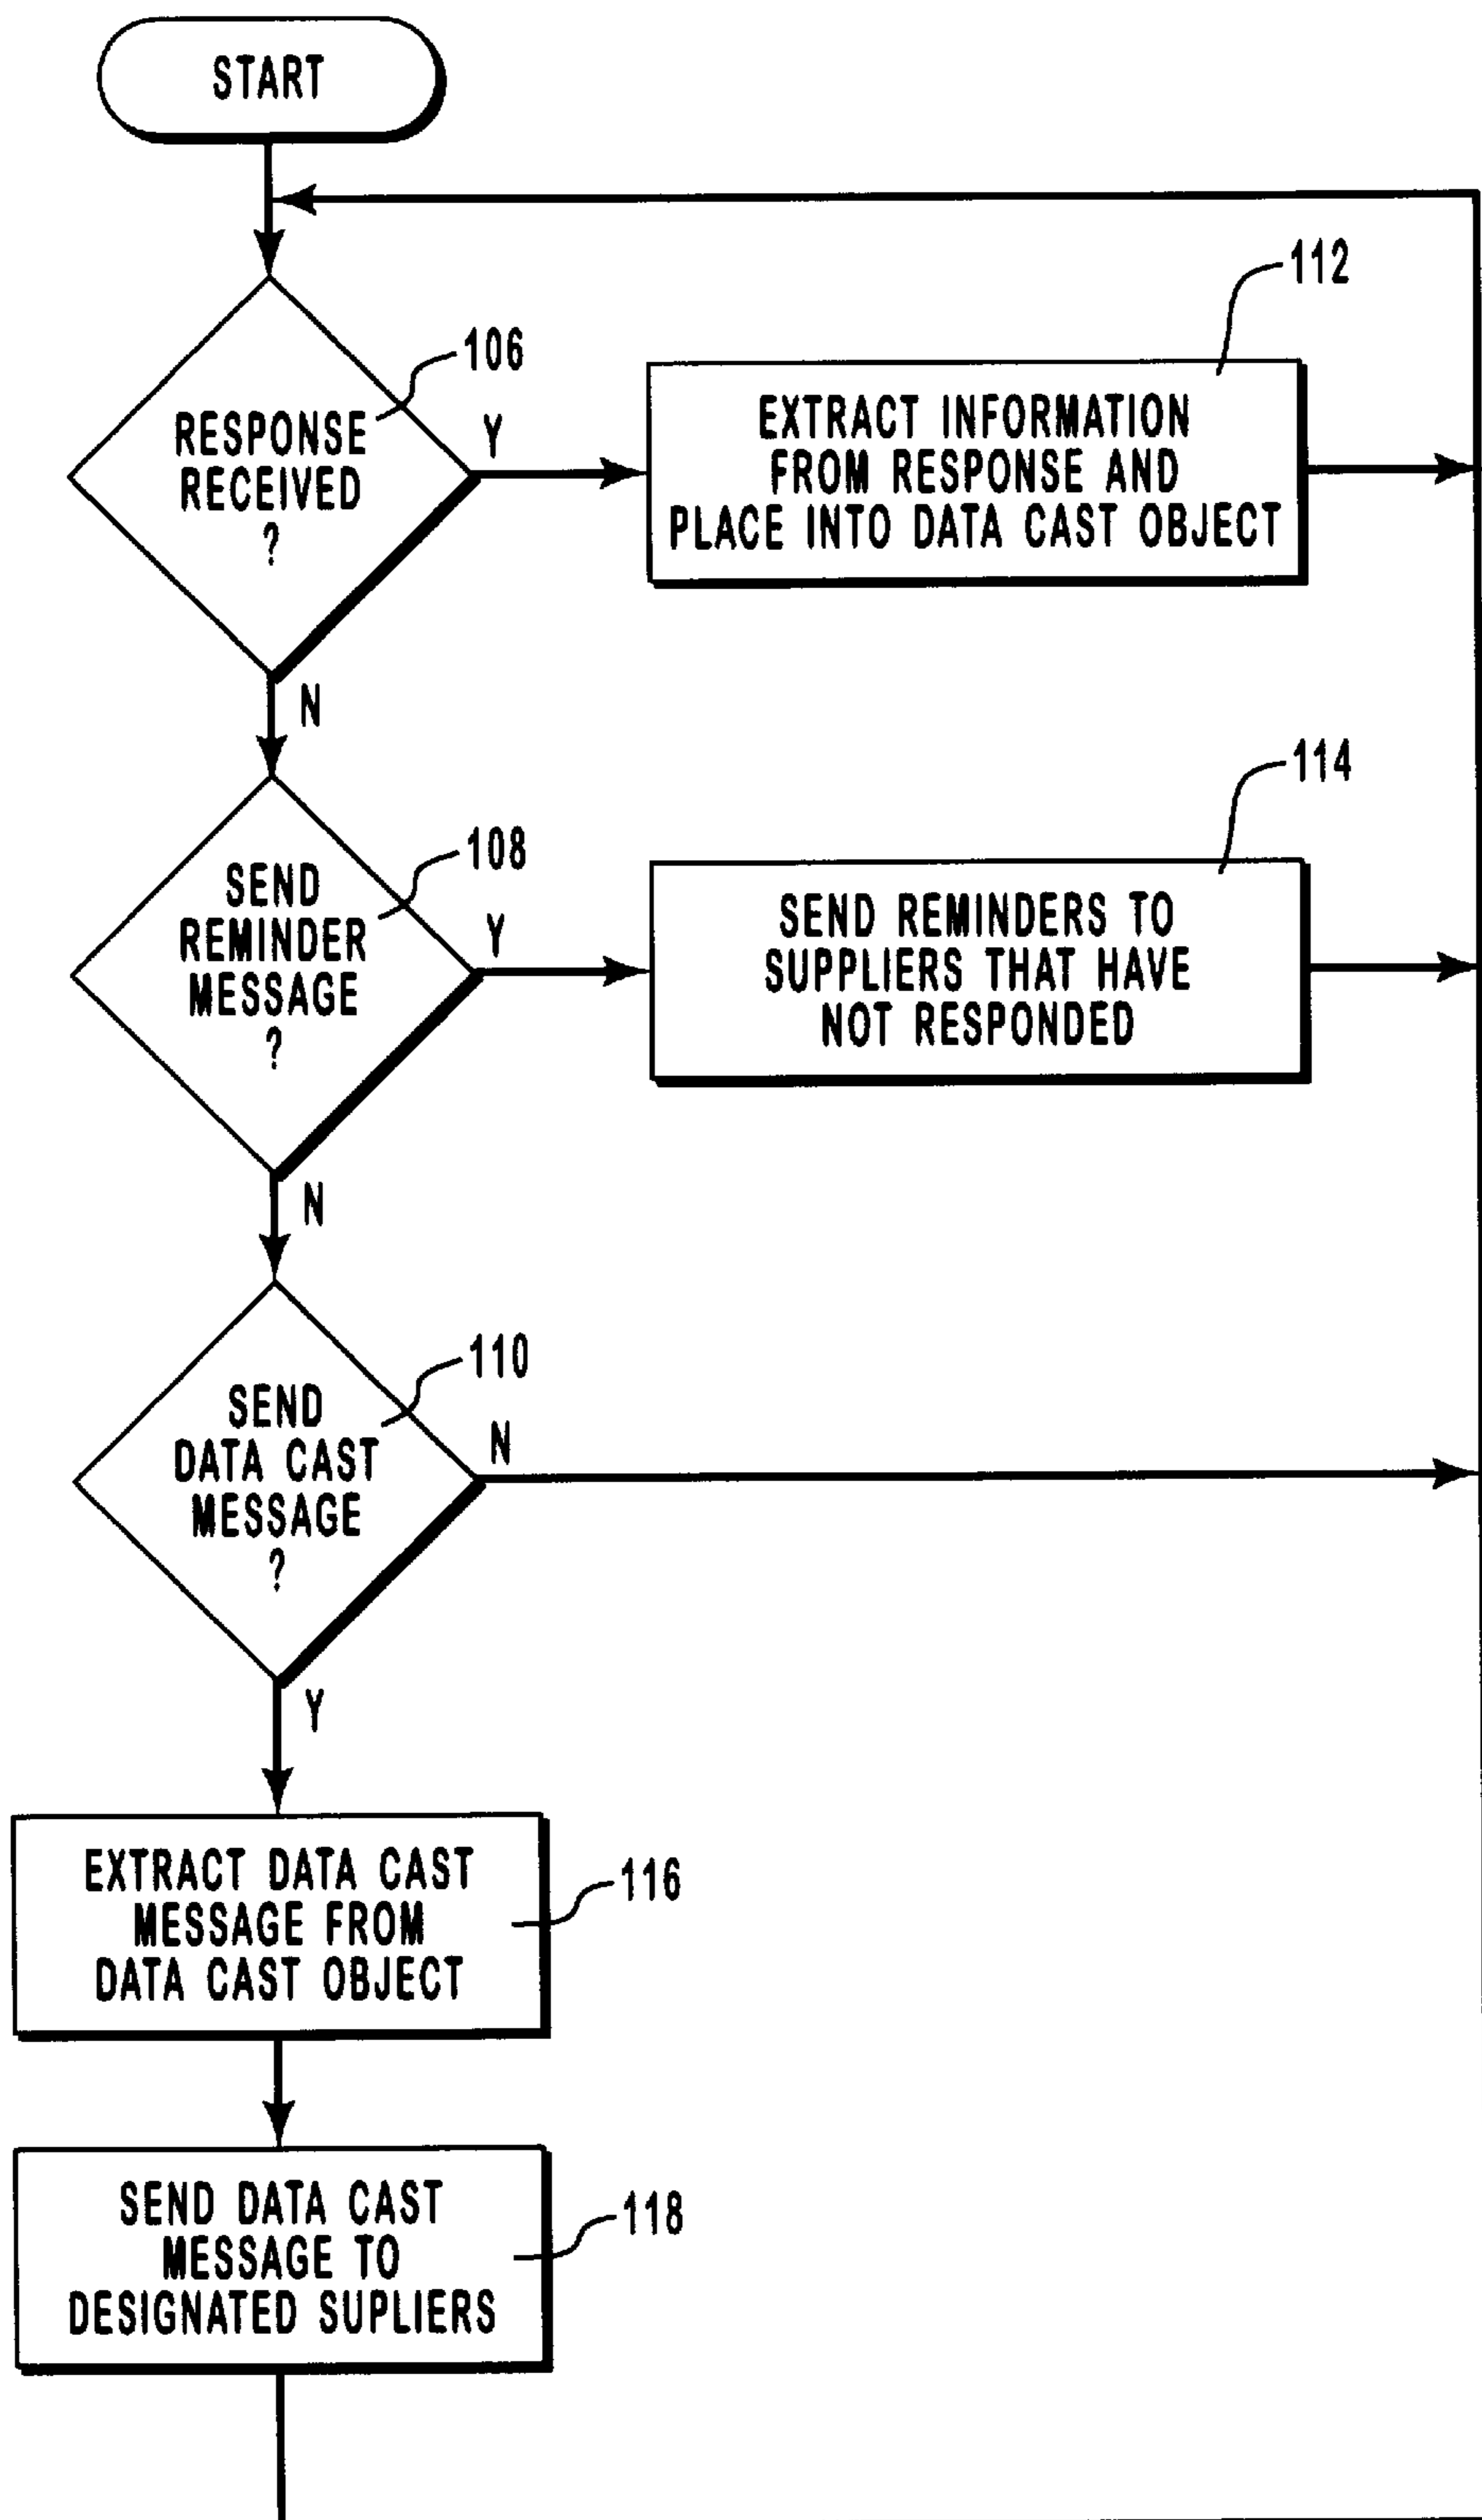 START
112
106
RESPONSE
RECEIVED
?
Y
EXTRACT INFORMATION
FROM RESPONSE AND
PLACE INTO DATA CAST OBJECT
N
114
108
SEND
REMINDER
MESSAGE
?
Y
SEND REMINDERS TO
SUPPLIERS THAT HAVE
NOT RESPONDED
N
110
SEND
DATA CAST
MESSAGE
?
N
Y
EXTRACT DATA CAST
MESSAGE FROM
DATA CAST OBJECT
116
SEND DATA CAST
MESSAGE TO
DESIGNATED SUPLIERS
118